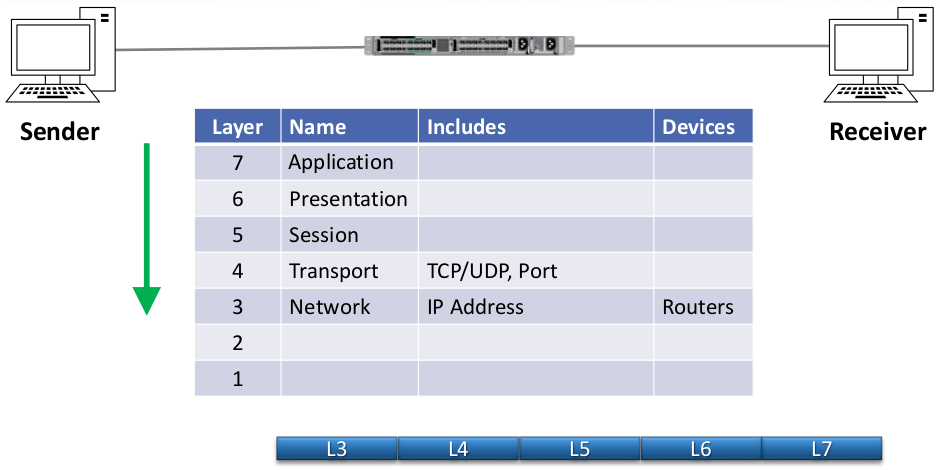 Sender
Receiver
Layer Name Includes Devices
7 Application
6 Presentation
5 Session
4 Transport TCP/UDP, Port
3 Network IP Address Routers
2
1
L3 L4 L5 L6 L7